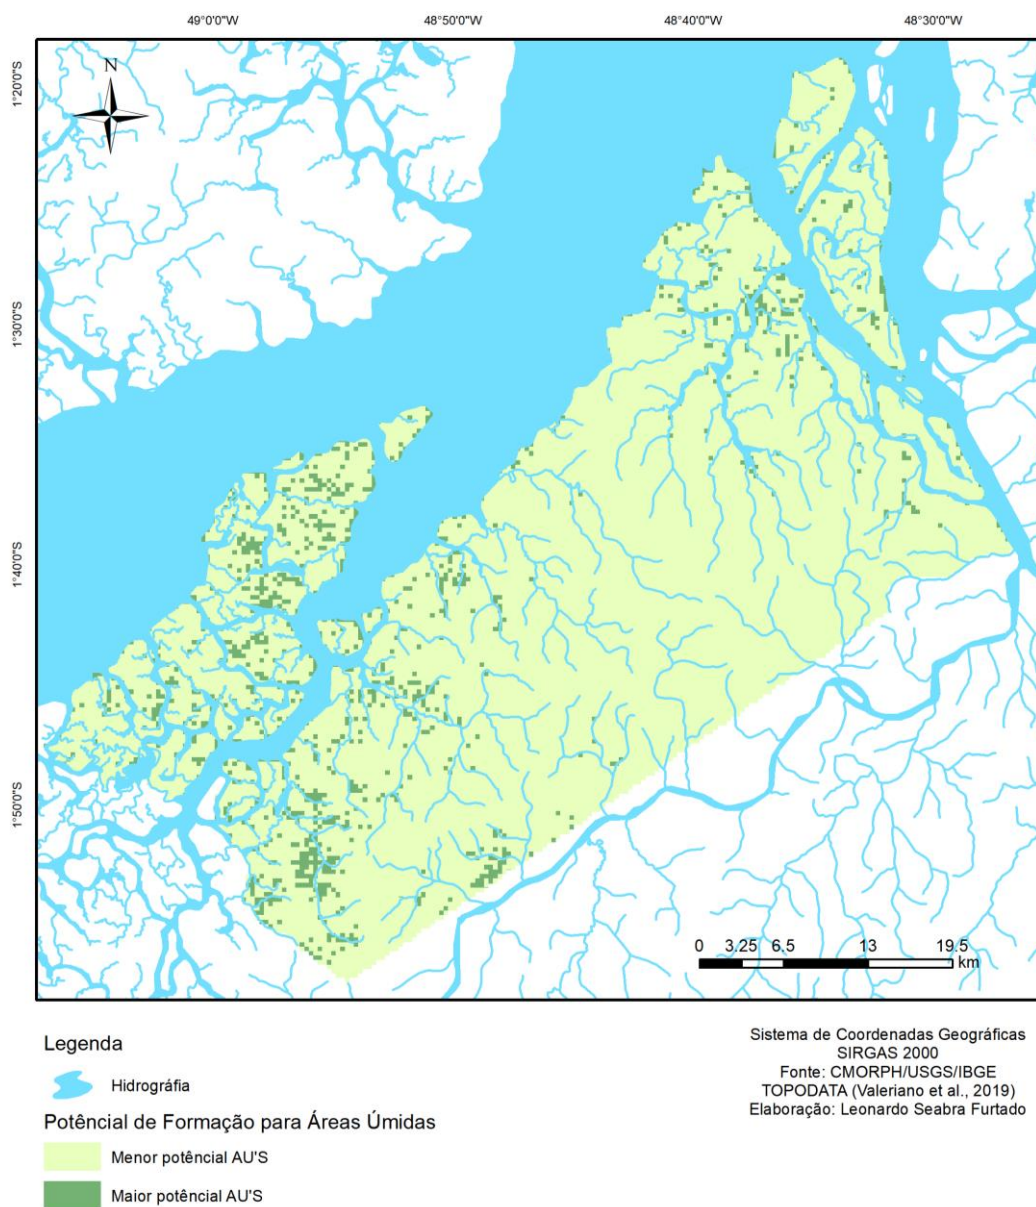 49°0'0"W 48°50'0"W 48°40'0"W 48°30'0"W
N
1°20'0"S
1°30'0"S
1°40'0"S
1°50'0"S
0 3.25 6.5 13 19.5
km
Legenda
Hidrográfia
Potêncial de Formação para Áreas Úmidas
Menor potêncial AU'S
Maior potêncial AU'S
Sistema de Coordenadas Geográficas
SIRGAS 2000
Fonte: CMORPH/USGS/IBGE
TOPODATA (Valeriano et al., 2019)
Elaboração: Leonardo Seabra Furtado